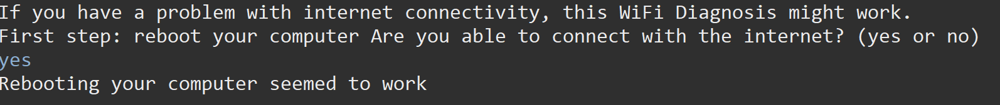 If you have a problem with internet connectivity, this WiFi Diagnosis might work.
First step: reboot your computer Are you able to connect with the internet? (yes or no)
yes
Rebooting your computer seemed to work